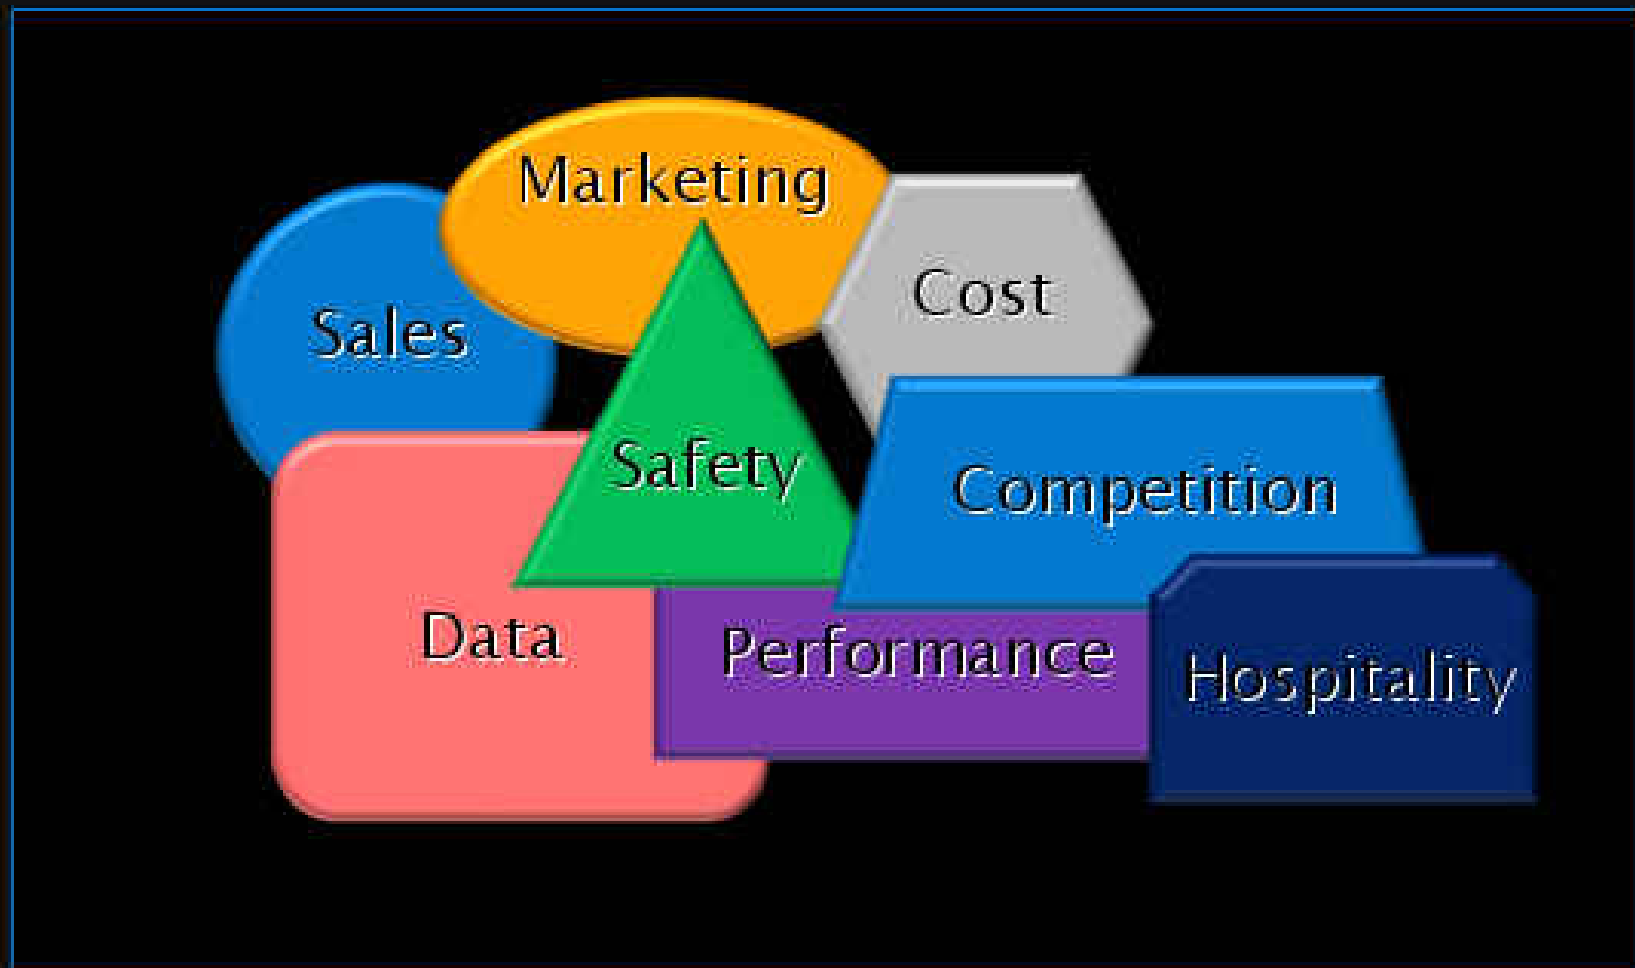 Marketing
Cost
Sales
Safety
Competition
Data
Performance
Hospitality